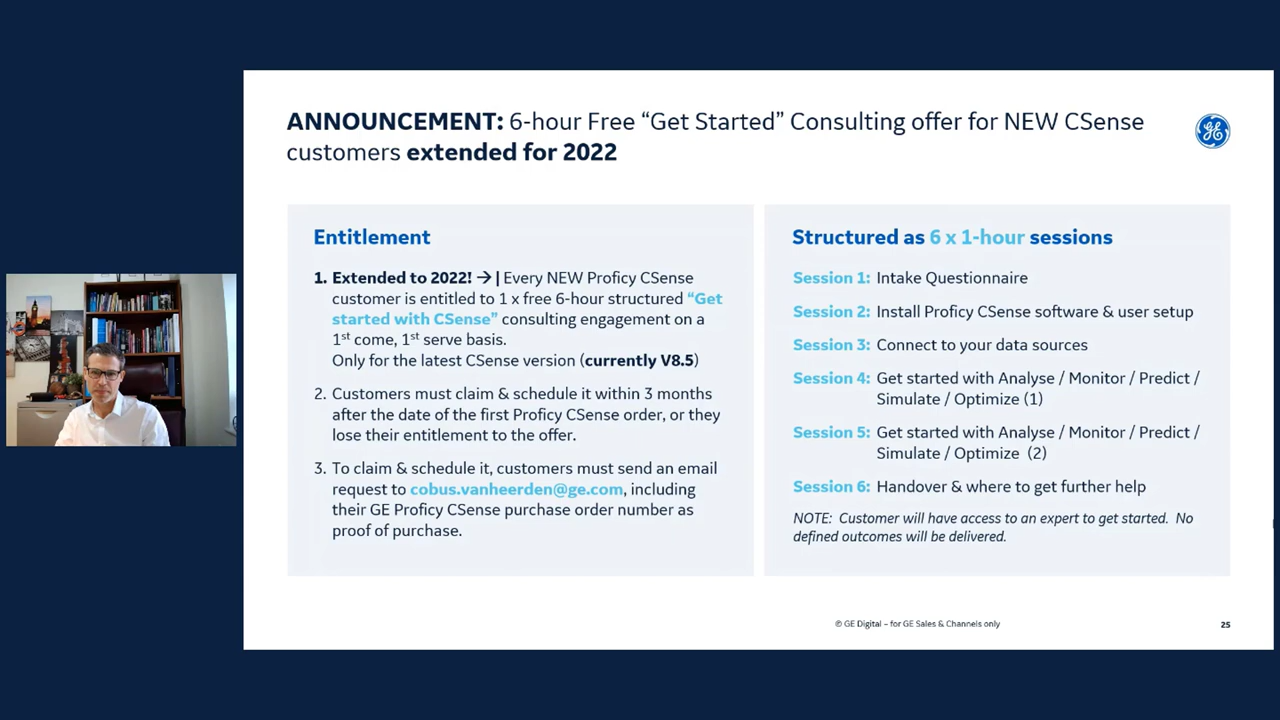 ANNOUNCEMENT: 6-hour Free “Get Started” Consulting offer for NEW CSense
customers extended for 2022
Entitlement
1. Extended to 2022! → | Every NEW Proficy CSense
customer is entitled to 1 x free 6-hour structured “Get
started with CSense” consulting engagement on a
1st come, 1st serve basis.
Only for the latest CSense version (currently V8.5)
2. Customers must claim & schedule it within 3 months
after the date of the first Proficy CSense order, or they
lose their entitlement to the offer.
3. To claim & schedule it, customers must send an email
request to cobus.vanheerden@ge.com, including
their GE Proficy CSense purchase order number as
proof of purchase.
Structured as 6 x 1-hour sessions
Session 1: Intake Questionnaire
Session 2: Install Proficy CSense software & user setup
Session 3: Connect to your data sources
Session 4: Get started with Analyse / Monitor / Predict /
Simulate / Optimize (1)
Session 5: Get started with Analyse / Monitor / Predict /
Simulate / Optimize (2)
Session 6: Handover & where to get further help
NOTE: Customer will have access to an expert to get started. No
defined outcomes will be delivered.
© GE Digital – for GE Sales & Channels only
25